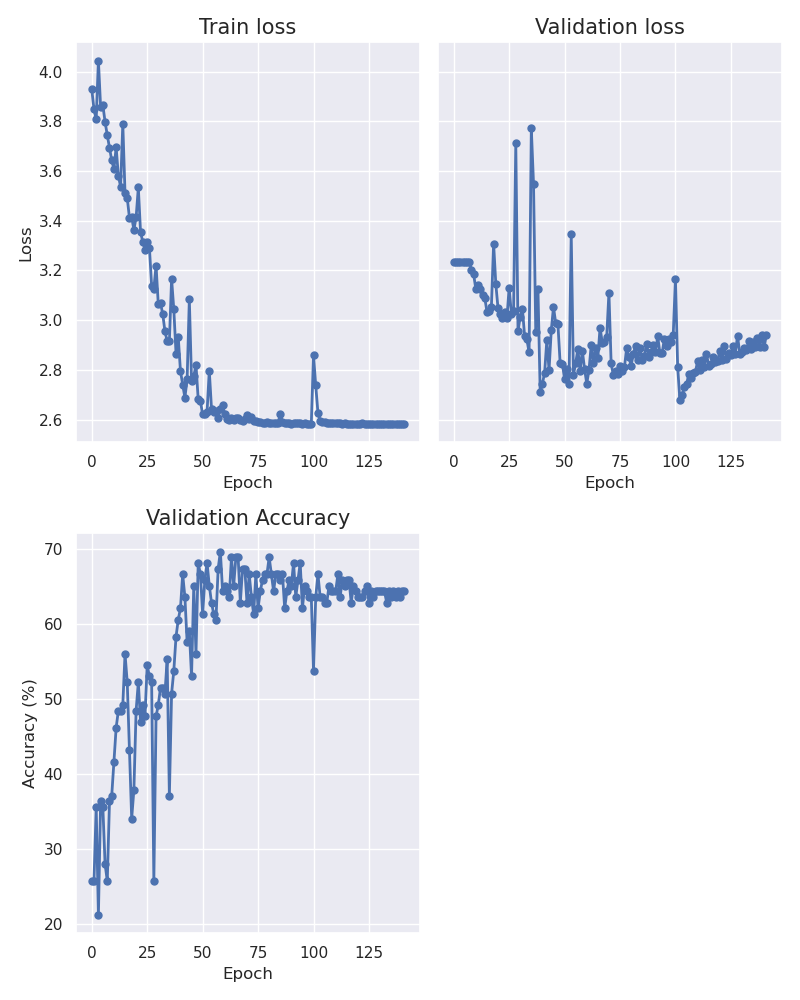 Train loss
Validation loss
4.0
3.8
3.6
3.4
3.2
3.0
2.8
2.6
Loss
0 25 50 75 100 125
0 25 50 75 100 125
Epoch
Epoch
Validation Accuracy
70
60
50
40
30
20
Accuracy (%)
0 25 50 75 100 125
Epoch